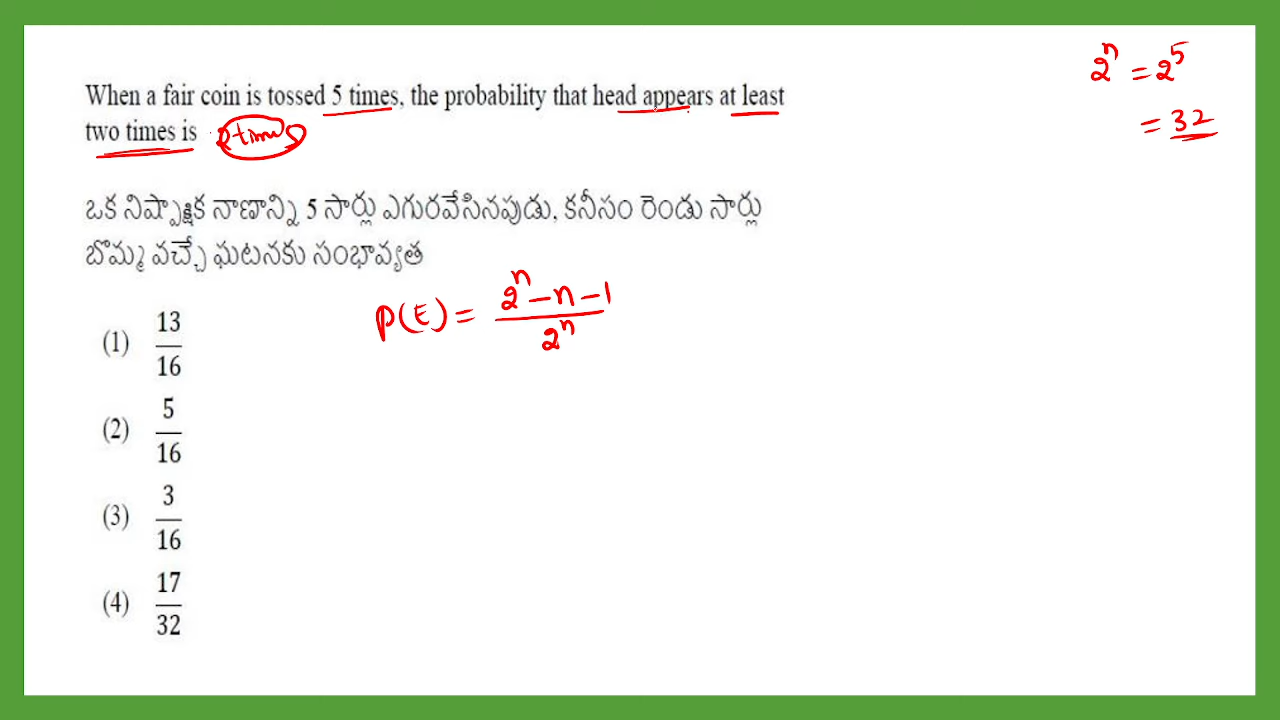 When a fair coin is tossed 5 times, the probability that head appears at least
two times is 2 times
ఒక నిష్పాక్షిక నాణాన్ని 5 సార్లు ఎగురవేసినపుడు, కనీసం రెండు సార్లు
బొమ్మ వచ్చే ఘటనకు సంభావ్యత
(1) 13/16
(2) 5/16
(3) 3/16
(4) 17/32
P(E) = (2ⁿ – n – 1)/2ⁿ
2ⁿ = 2⁵
= 32